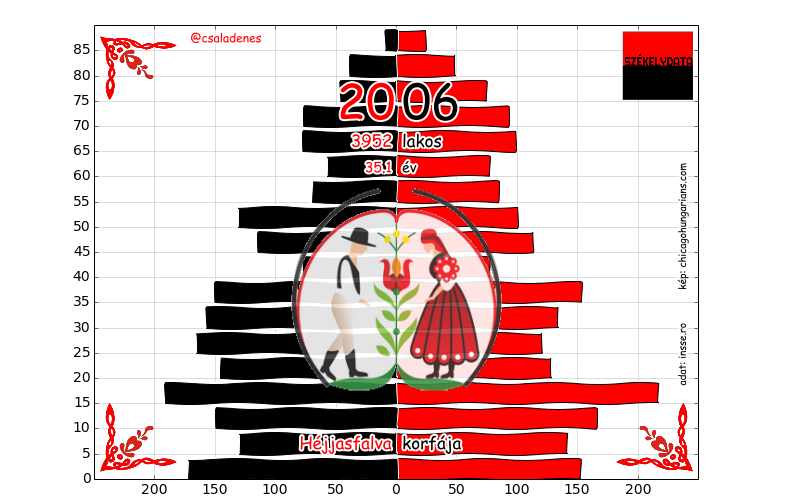 @csaladenes
SZÉKELYDATA
2006
3952 lakos
35.1 év
kép: chicagohungarians.com
adat: insse.ro
Héjjasfalva korfája
85
80
75
70
65
60
55
50
45
40
35
30
25
20
15
10
5
0
200 150 100 50 0 50 100 150 200